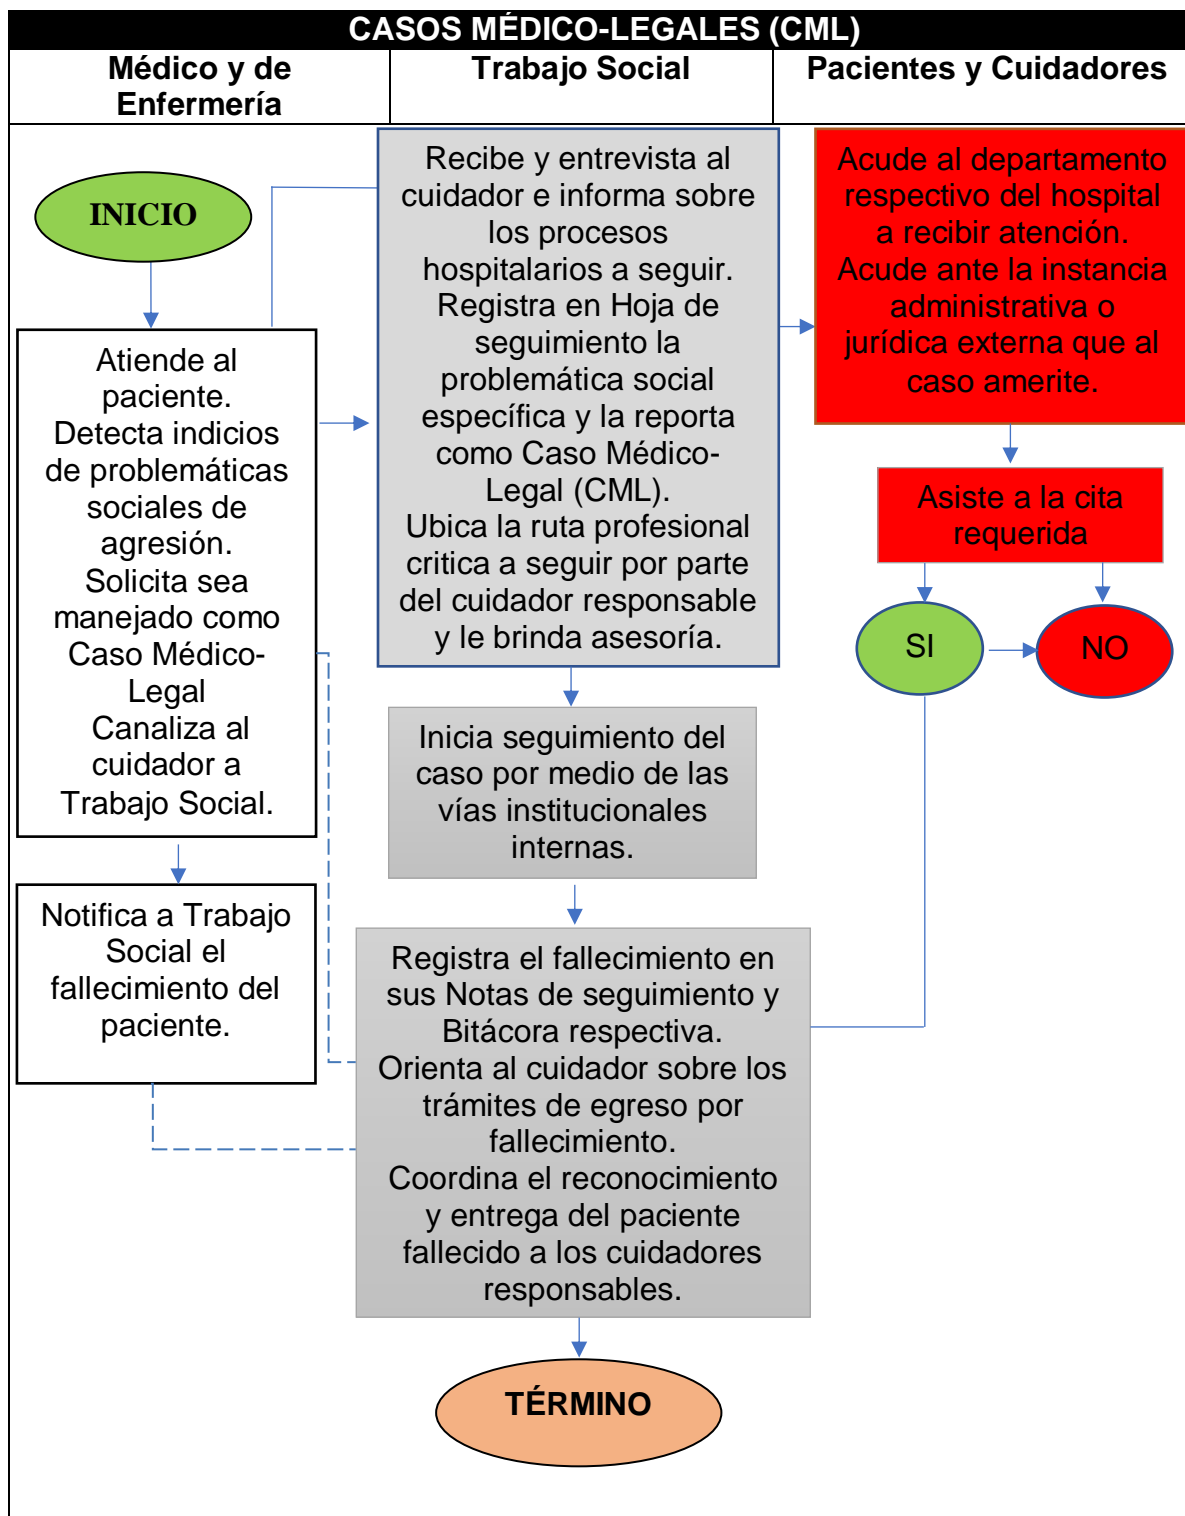 CASOS MÉDICO-LEGALES (CML)
Médico y de
Enfermería
Trabajo Social
Pacientes y Cuidadores
INICIO
Atiende al
paciente.
Detecta indicios
de problemáticas
sociales de
agresión.
Solicita sea
manejado como
Caso Médico-
Legal
Canaliza al
cuidador a
Trabajo Social.
Notifica a Trabajo
Social el
fallecimiento del
paciente.
Recibe y entrevista al
cuidador e informa sobre
los procesos
hospitalarios a seguir.
Registra en Hoja de
seguimiento la
problemática social
específica y la reporta
como Caso Médico-
Legal (CML).
Ubica la ruta profesional
critica a seguir por parte
del cuidador responsable
y le brinda asesoría.
Inicia seguimiento del
caso por medio de las
vías institucionales
internas.
Registra el fallecimiento en
sus Notas de seguimiento y
Bitácora respectiva.
Orienta al cuidador sobre los
trámites de egreso por
fallecimiento.
Coordina el reconocimiento
y entrega del paciente
fallecido a los cuidadores
responsables.
TÉRMINO
Acude al departamento
respectivo del hospital
a recibir atención.
Acude ante la instancia
administrativa o
jurídica externa que al
caso amerite.
Asiste a la cita
requerida
SI
NO